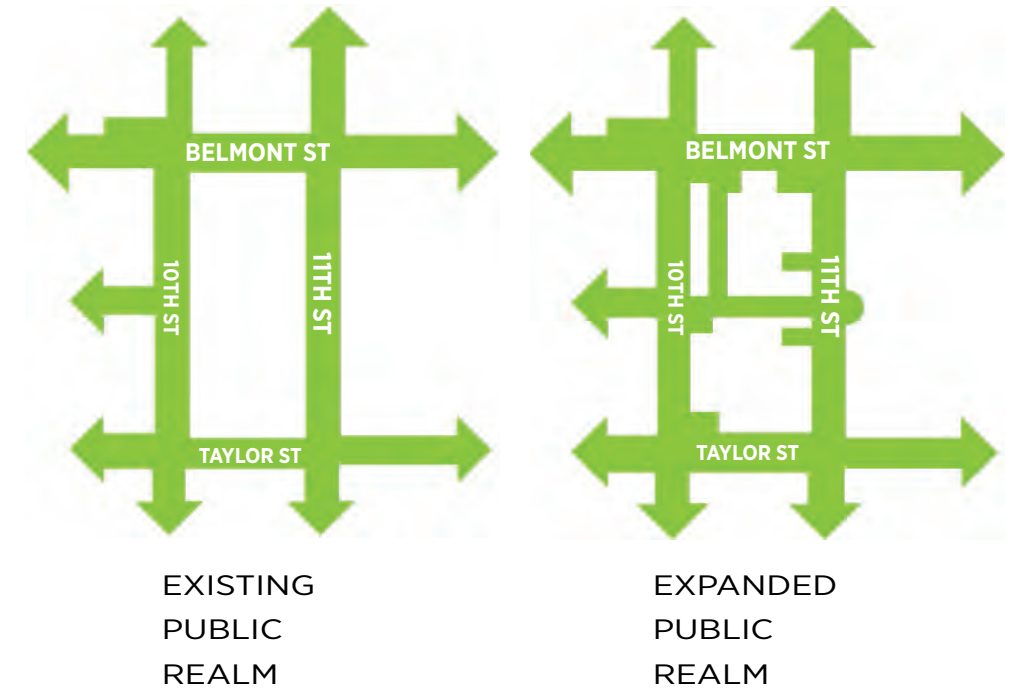 BELMONT ST
10TH ST
11TH ST
TAYLOR ST
EXISTING
PUBLIC
REALM
BELMONT ST
10TH ST
11TH ST
TAYLOR ST
EXPANDED
PUBLIC
REALM